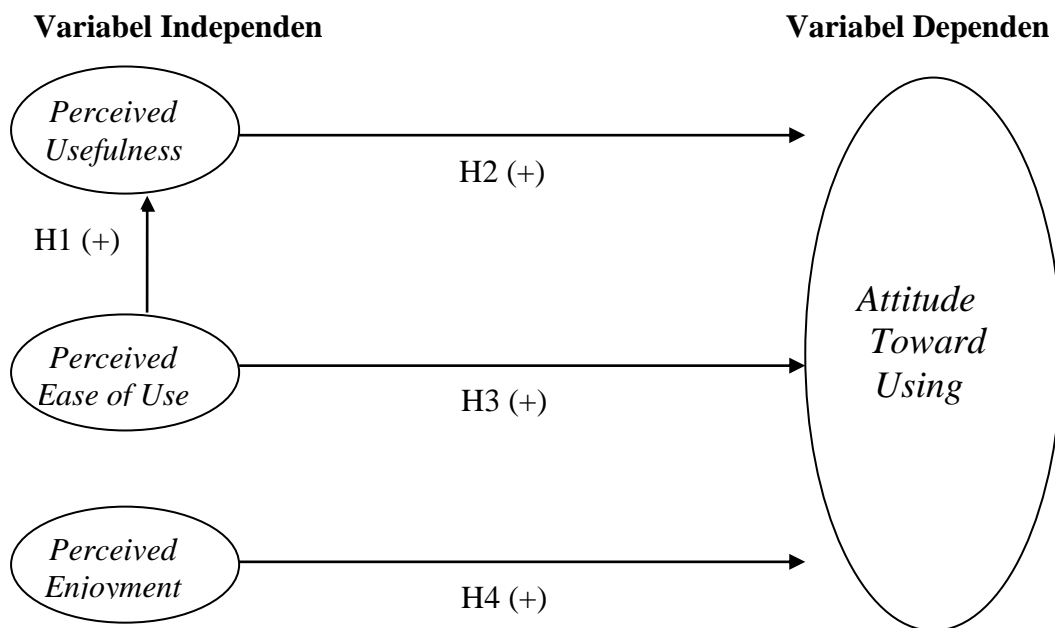 Variabel Independen
Variabel Dependen
Perceived
Usefulness
H2 (+)
H1 (+)
Attitude
Toward
Using
Perceived
Ease of Use
H3 (+)
Perceived
Enjoyment
H4 (+)